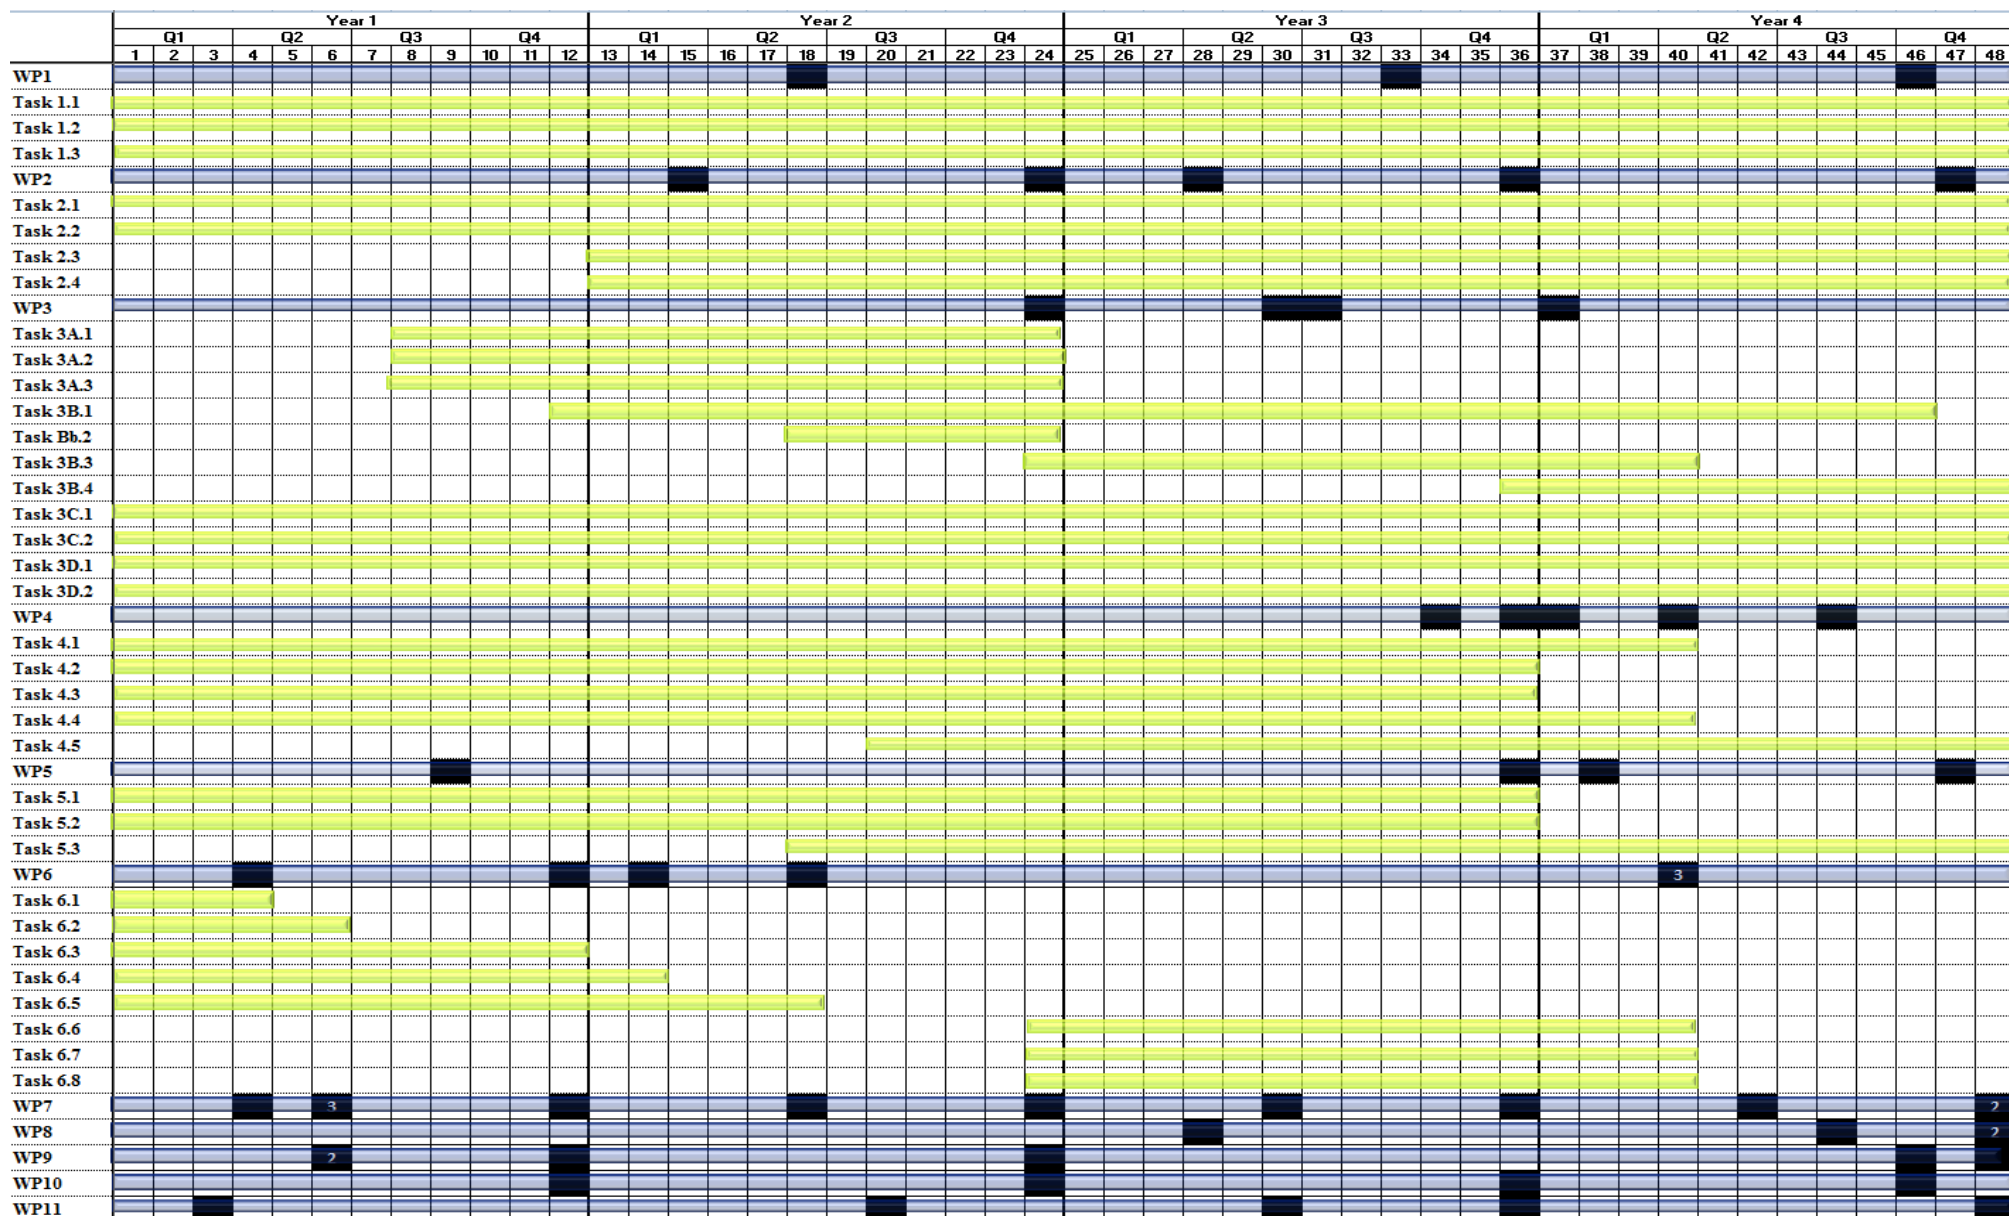 Year 1 Year 2 Year 3 Year 4
Q1 Q2 Q3 Q4 Q1 Q2 Q3 Q4 Q1 Q2 Q3 Q4 Q1 Q2 Q3 Q4
1 2 3 4 5 6 7 8 9 10 11 12 13 14 15 16 17 18 19 20 21 22 23 24 25 26 27 28 29 30 31 32 33 34 35 36 37 38 39 40 41 42 43 44 45 46 47 48
WP1
Task 1.1
Task 1.2
Task 1.3
WP2
Task 2.1
Task 2.2
Task 2.3
Task 2.4
WP3
Task 3A.1
Task 3A.2
Task 3A.3
Task 3B.1
Task Bb.2
Task 3B.3
Task 3B.4
Task 3C.1
Task 3C.2
Task 3D.1
Task 3D.2
WP4
Task 4.1
Task 4.2
Task 4.3
Task 4.4
Task 4.5
WP5
Task 5.1
Task 5.2
Task 5.3
WP6 3
Task 6.1
Task 6.2
Task 6.3
Task 6.4
Task 6.5
Task 6.6
Task 6.7
Task 6.8
WP7 3 2
WP8 2
WP9 2
WP10
WP11